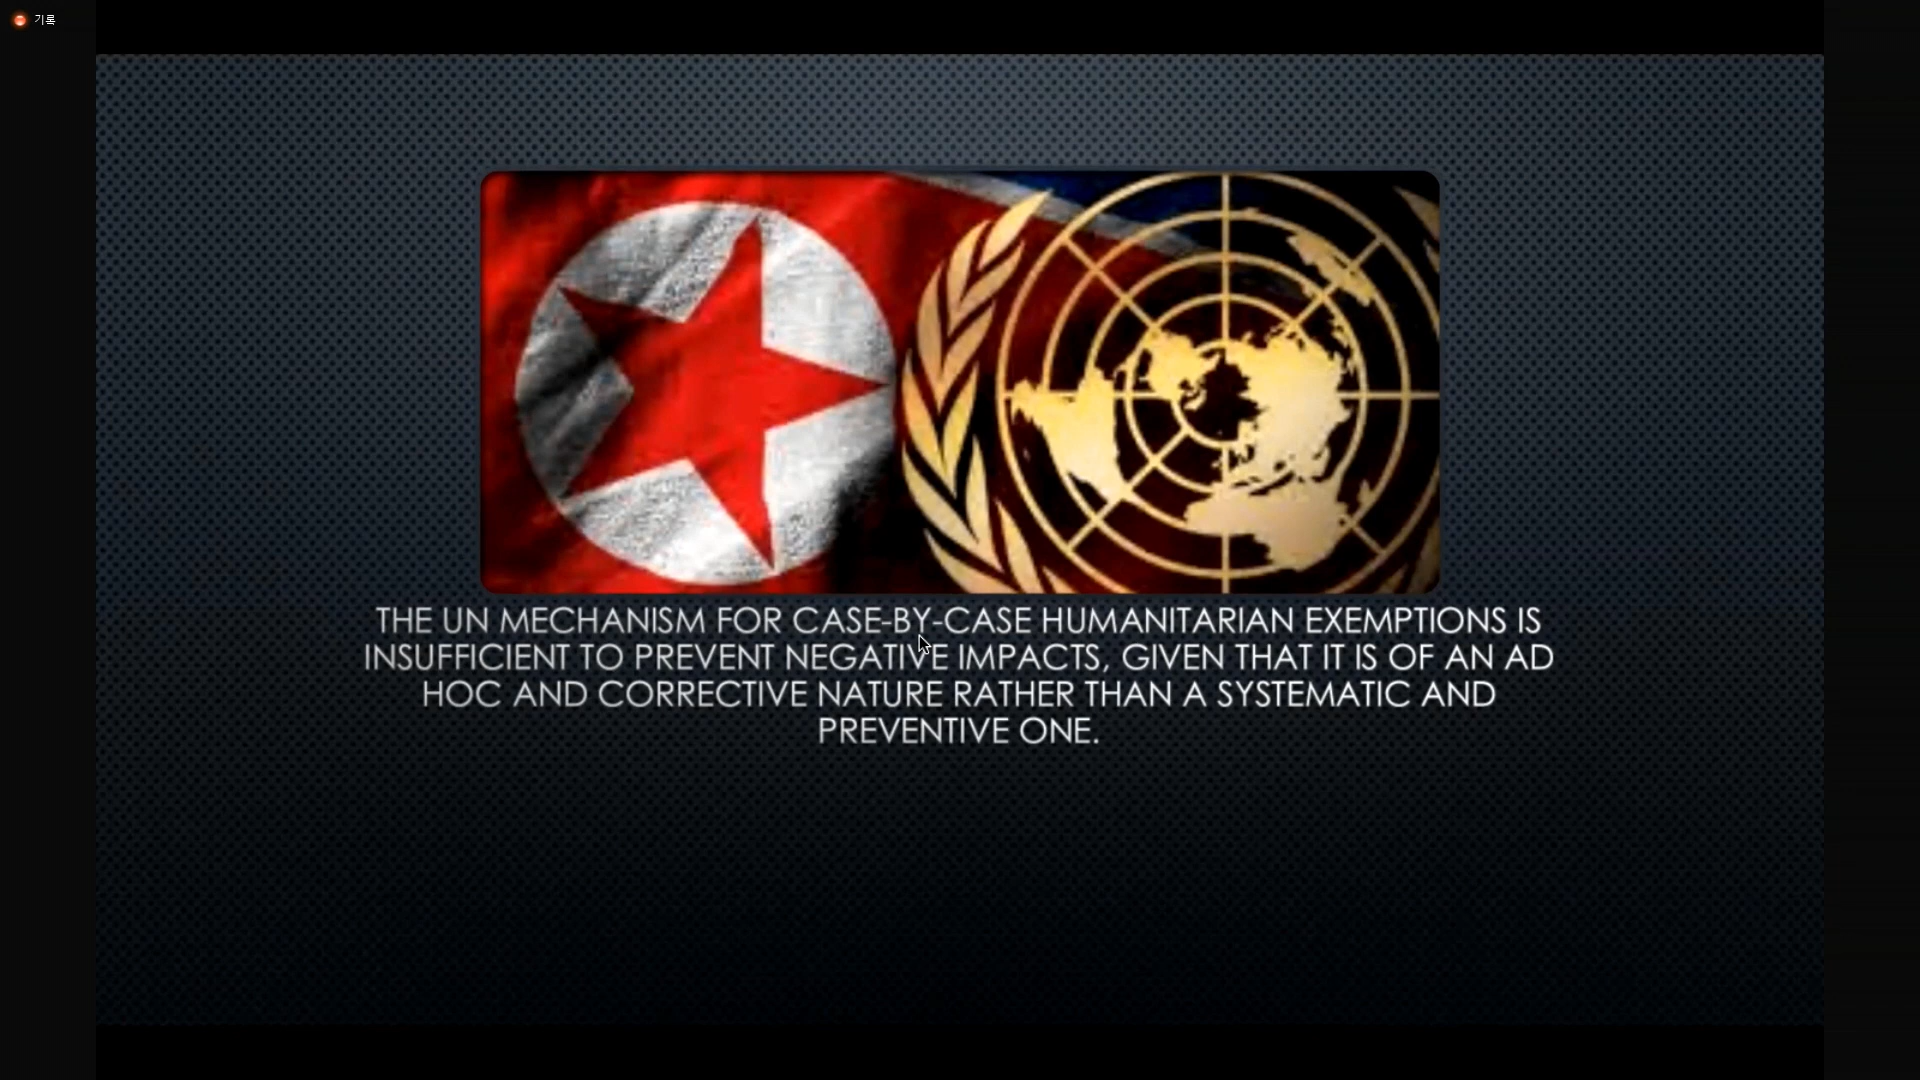 기록
THE UN MECHANISM FOR CASE-BY-CASE HUMANITARIAN EXEMPTIONS IS
INSUFFICIENT TO PREVENT NEGATIVE IMPACTS, GIVEN THAT IT IS OF AN AD
HOC AND CORRECTIVE NATURE RATHER THAN A SYSTEMATIC AND
PREVENTIVE ONE.